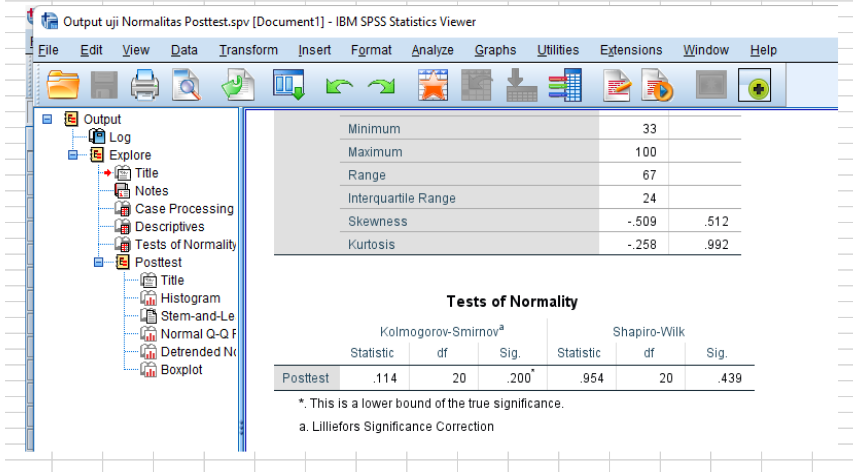 Output uji Normalitas Posttest.spv [Document1] - IBM SPSS Statistics Viewer
File Edit View Data Transform Insert Format Analyze Graphs Utilities Extensions Window Help
Output
Log
Explore
Title
Notes
Case Processing
Descriptives
Tests of Normality
Posttest
Title
Histogram
Stem-and-Le
Normal Q-Q
Detrended
Boxplot
Minimum 33
Maximum 100
Range 67
Interquartile Range 24
Skewness -.509 .512
Kurtosis -.258 .992
Tests of Normality
Kolmogorov-Smirnov^a Shapiro-Wilk
Statistic df Sig. Statistic df Sig.
Posttest .114 20 .200* .954 20 .439
*. This is a lower bound of the true significance.
a. Lilliefors Significance Correction